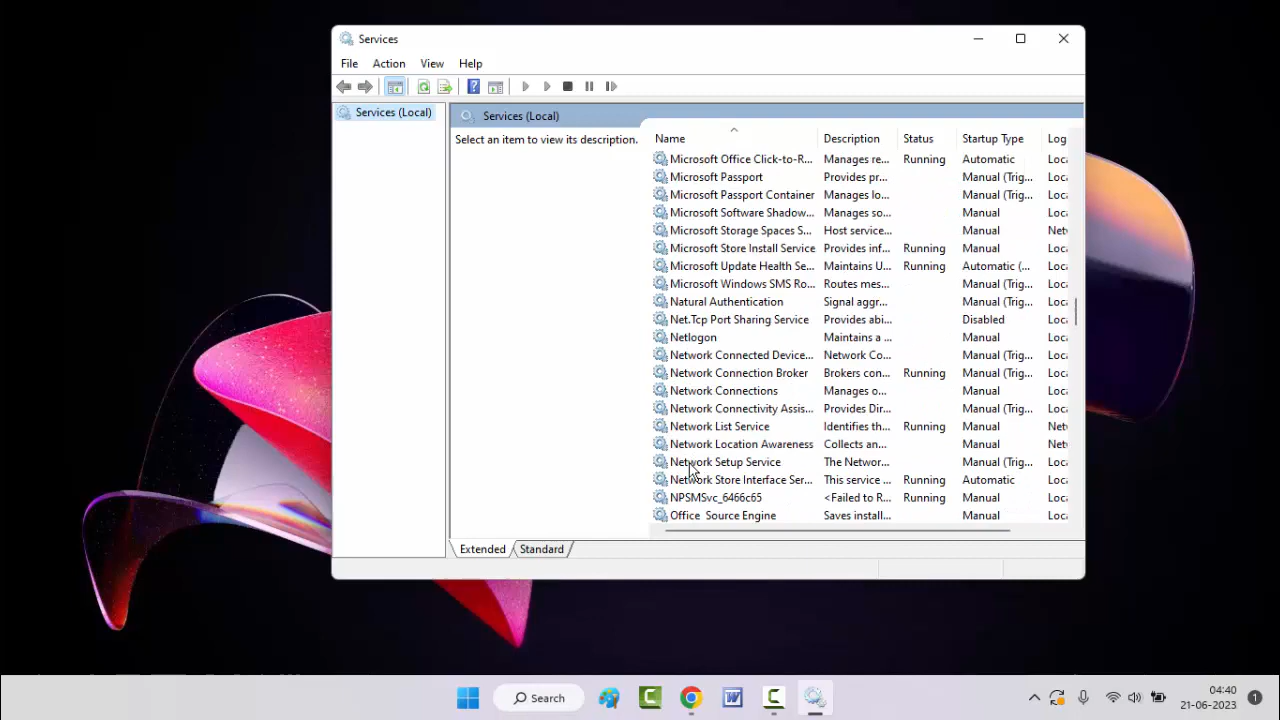 Services
File Action View Help
Services (Local)
Services (Local)
Select an item to view its description.
Name Description Status Startup Type Log
Microsoft Office Click-to-R... Manages re... Running Automatic Loca
Microsoft Passport Provides pr... Manual (Trig... Loca
Microsoft Passport Container Manages lo... Manual (Trig... Loca
Microsoft Software Shadow... Manages so... Manual Loca
Microsoft Storage Spaces S... Host service... Manual Net
Microsoft Store Install Service Provides inf... Running Manual Loca
Microsoft Update Health Se... Maintains U... Running Automatic (... Loca
Microsoft Windows SMS Ro... Routes mes... Manual (Trig... Loca
Natural Authentication Signal aggr... Manual (Trig... Loca
Net.Tcp Port Sharing Service Provides abi... Disabled Loca
Netlogon Maintains a ... Manual Loca
Network Connected Device... Network Co... Manual (Trig... Loca
Network Connection Broker Brokers con... Running Manual (Trig... Loca
Network Connections Manages o... Manual Loca
Network Connectivity Assis... Provides Dir... Manual (Trig... Loca
Network List Service Identifies th... Running Manual Net
Network Location Awareness Collects an... Manual Net
Network Setup Service The Networ... Manual (Trig... Loca
Network Store Interface Ser... This service ... Running Automatic Loca
NPSMSvc_6466c65 <Failed to R... Running Manual Loca
Office Source Engine Saves install... Manual Loca
Extended Standard
Search
04:40
21-06-2023
1